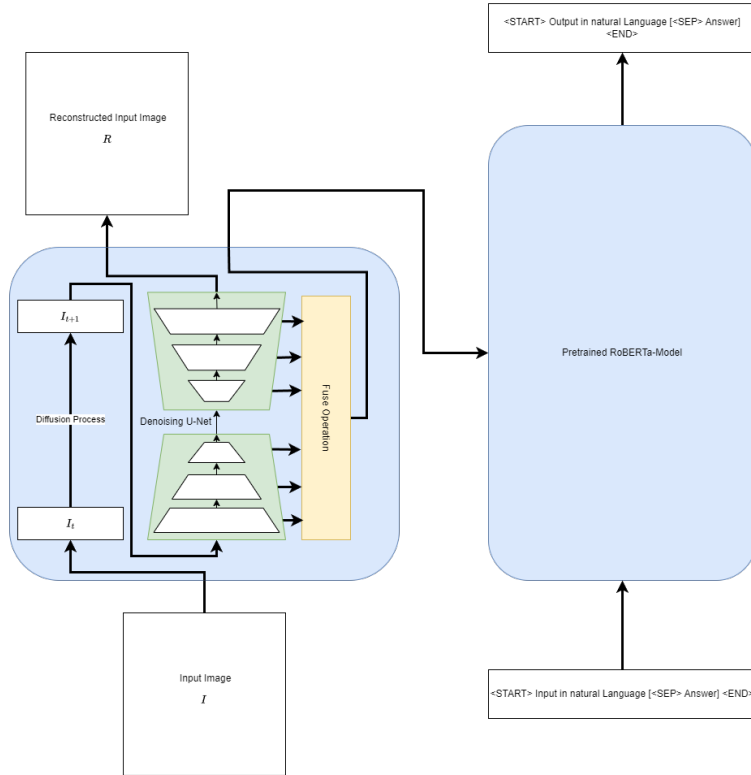 <START> Output in natural Language [<SEP> Answer]
<END>
Reconstructed Input Image
R
I_{t+1}
Diffusion Process
I_t
Denoising U-Net
Fuse Operation
Pretrained RoBERTa-Model
Input Image
I
<START> Input in natural Language [<SEP> Answer] <END>